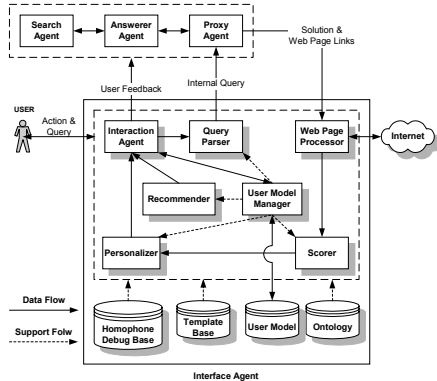 Search
Agent
Answerer
Agent
Proxy
Agent
Solution &
Web Page Links
User Feedback
Internal Query
USER
Action &
Query
Interaction
Agent
Query
Parser
Web Page
Processor
Internet
Recommender
User Model
Manager
Personalizer
Scorer
Data Flow
Support Folw
Homophone
Debug Base
Template
Base
User Model
Ontology
Interface Agent